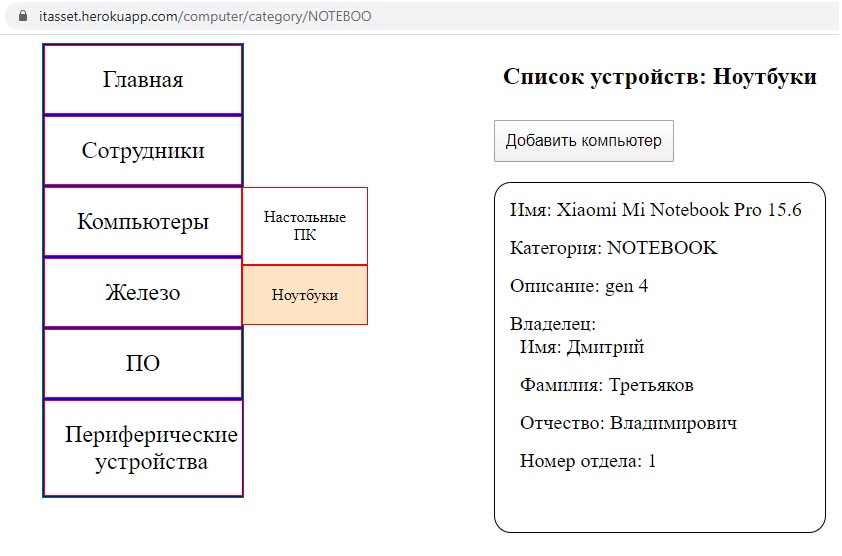 itasset.herokuapp.com/computer/category/NOTEBOO
Главная
Сотрудники
Компьютеры
Железо
ПО
Периферические
устройства
Настольные
ПК
Ноутбуки
Список устройств: Ноутбуки
Добавить компьютер
Имя: Xiaomi Mi Notebook Pro 15.6
Категория: NOTEBOOK
Описание: gen 4
Владелец:
Имя: Дмитрий
Фамилия: Третьяков
Отчество: Владимирович
Номер отдела: 1